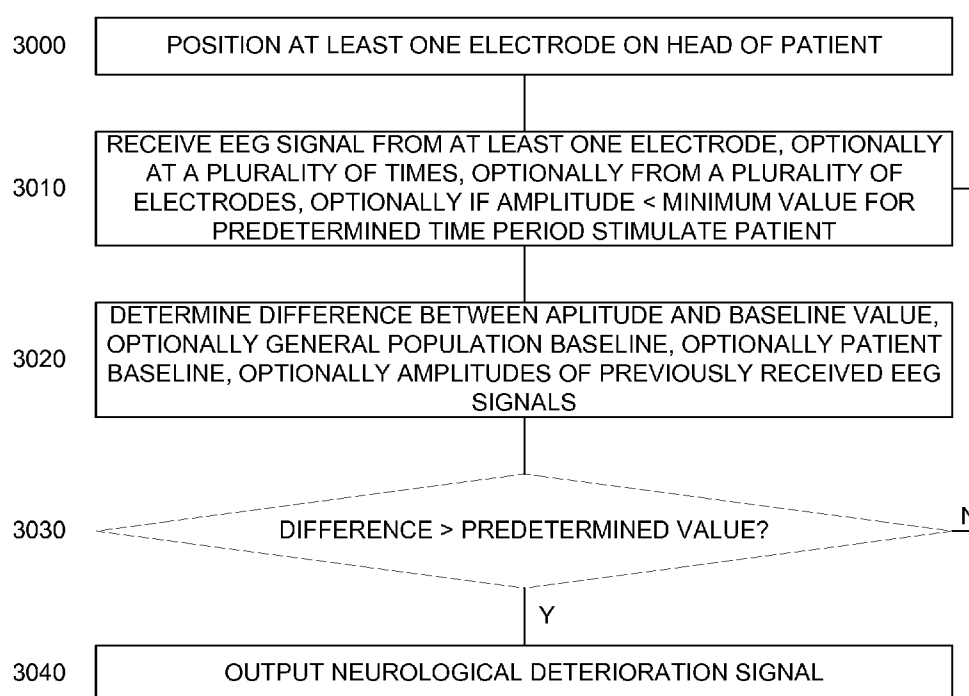 3000
POSITION AT LEAST ONE ELECTRODE ON HEAD OF PATIENT
3010
RECEIVE EEG SIGNAL FROM AT LEAST ONE ELECTRODE, OPTIONALLY
AT A PLURALITY OF TIMES, OPTIONALLY FROM A PLURALITY OF
ELECTRODES, OPTIONALLY IF AMPLITUDE < MINIMUM VALUE FOR
PREDETERMINED TIME PERIOD STIMULATE PATIENT
3020
DETERMINE DIFFERENCE BETWEEN APLITUDE AND BASELINE VALUE,
OPTIONALLY GENERAL POPULATION BASELINE, OPTIONALLY PATIENT
BASELINE, OPTIONALLY AMPLITUDES OF PREVIOUSLY RECEIVED EEG
SIGNALS
3030
DIFFERENCE > PREDETERMINED VALUE?
N
Y
3040
OUTPUT NEUROLOGICAL DETERIORATION SIGNAL